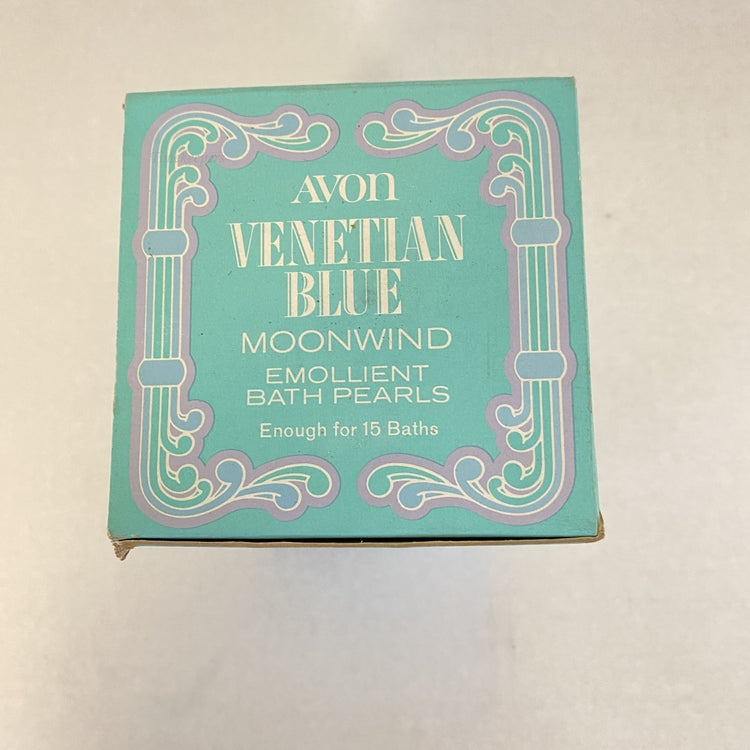 AVON
VENETIAN
BLUE
MOONWIND
EMOLLIENT
BATH PEARLS
Enough for 15 Baths